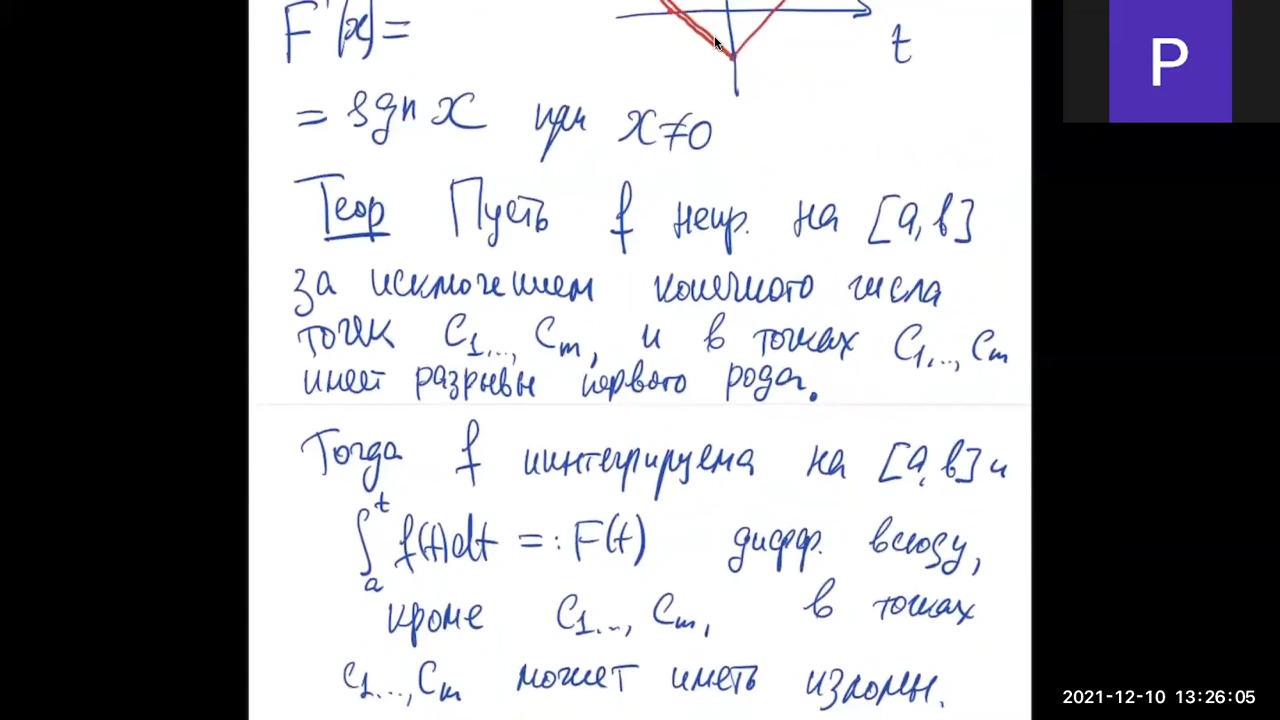 F'(x)=
t
P
= sgn x при x≠0
Теор Пусть f непр. на [a, b]
за исключением конечного числа
точек C1,..., Cm, и в точках C1,..., Cm
имеет разрывы первого рода.
Тогда f интегрируема на [a, b] и
∫ₐᵗ f(t)dt =: F(t) дифф. всюду,
кроме C1,..., Cm, в точках
C1,..., Cm может иметь изломы.
2021-12-10 13:26:05